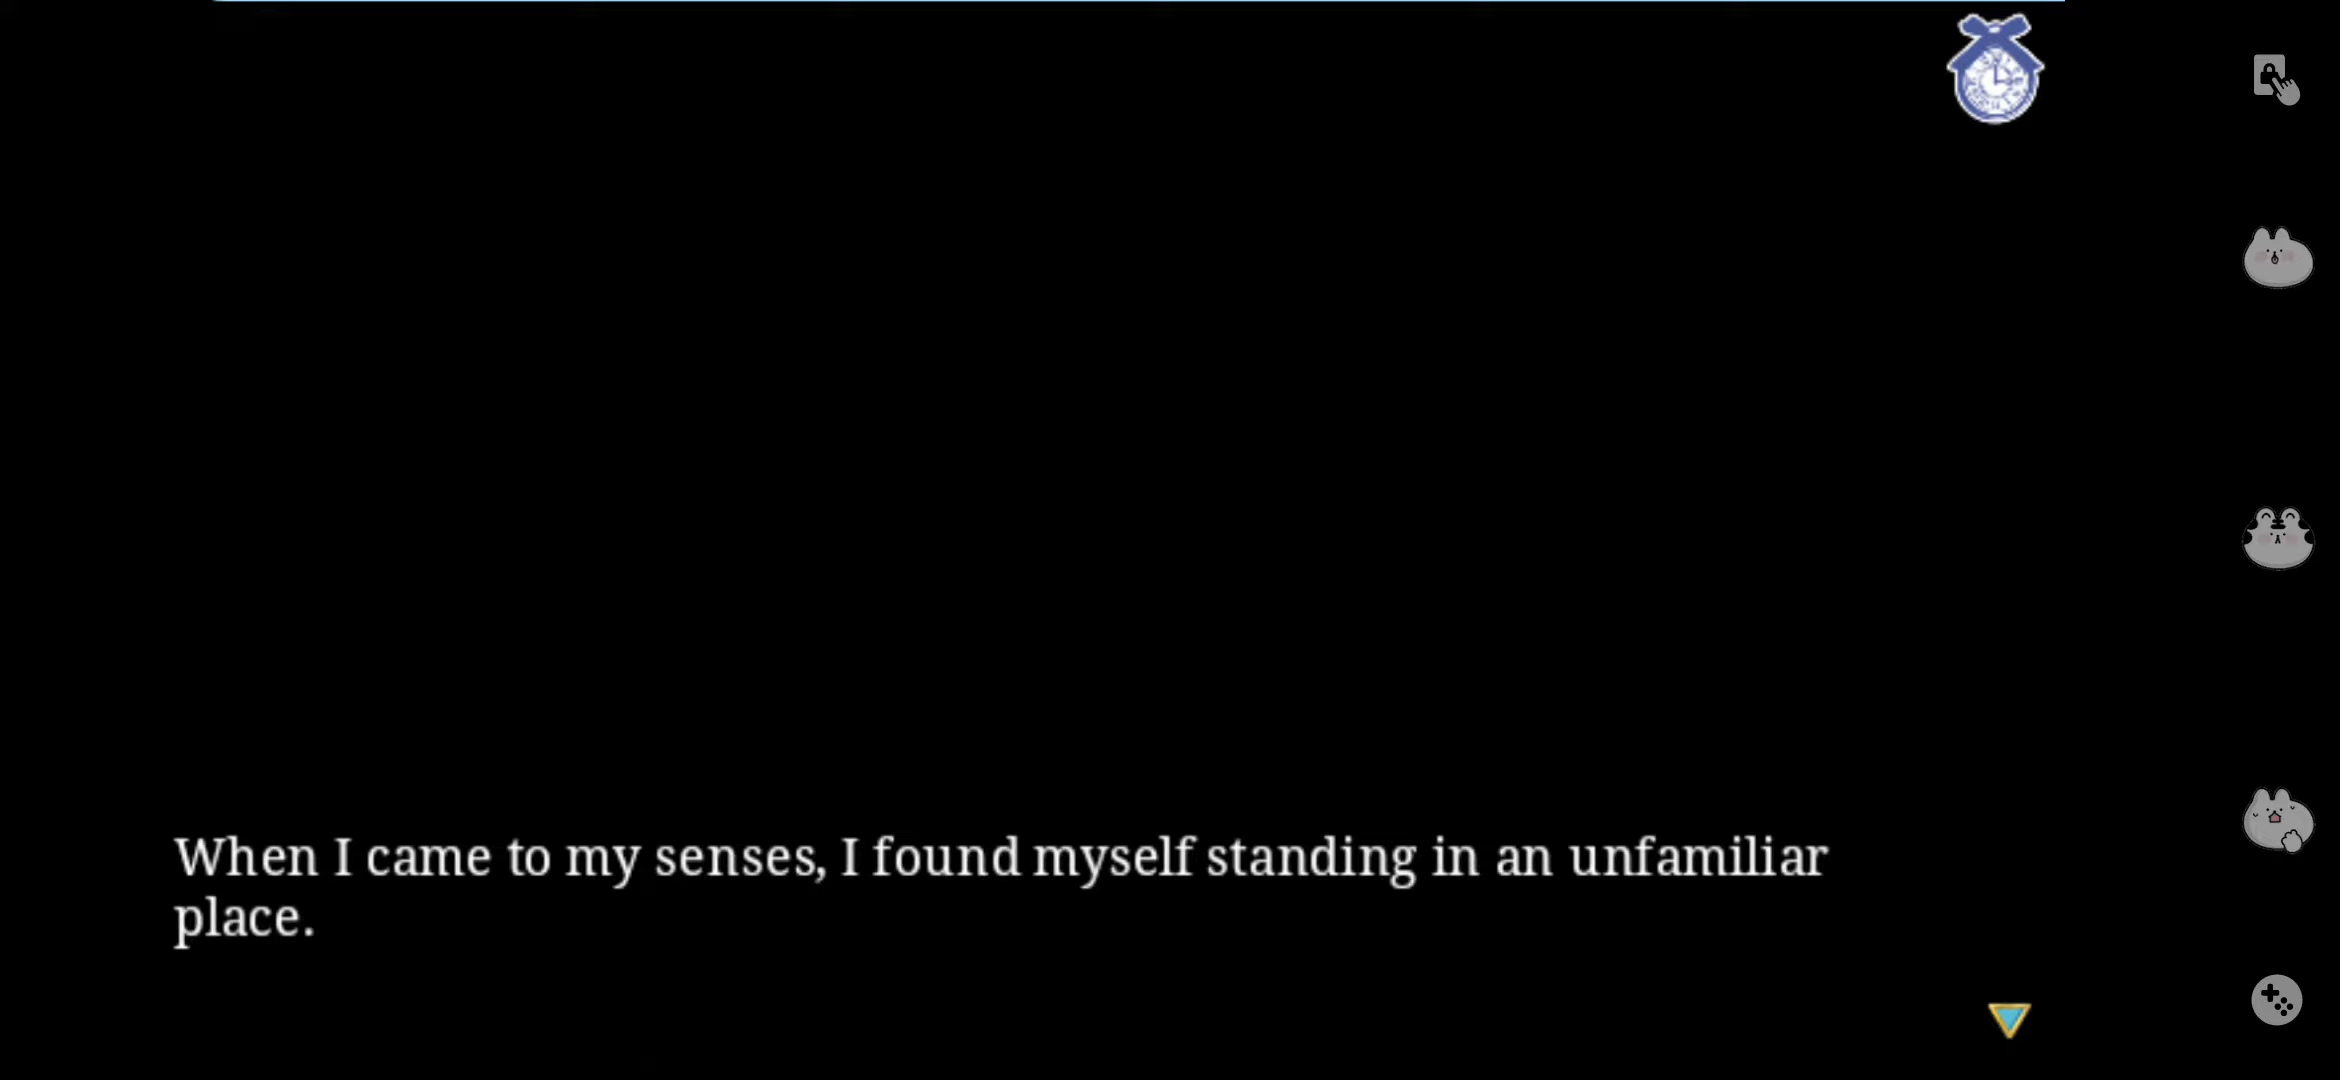 When I came to my senses, I found myself standing in an unfamiliar
place.